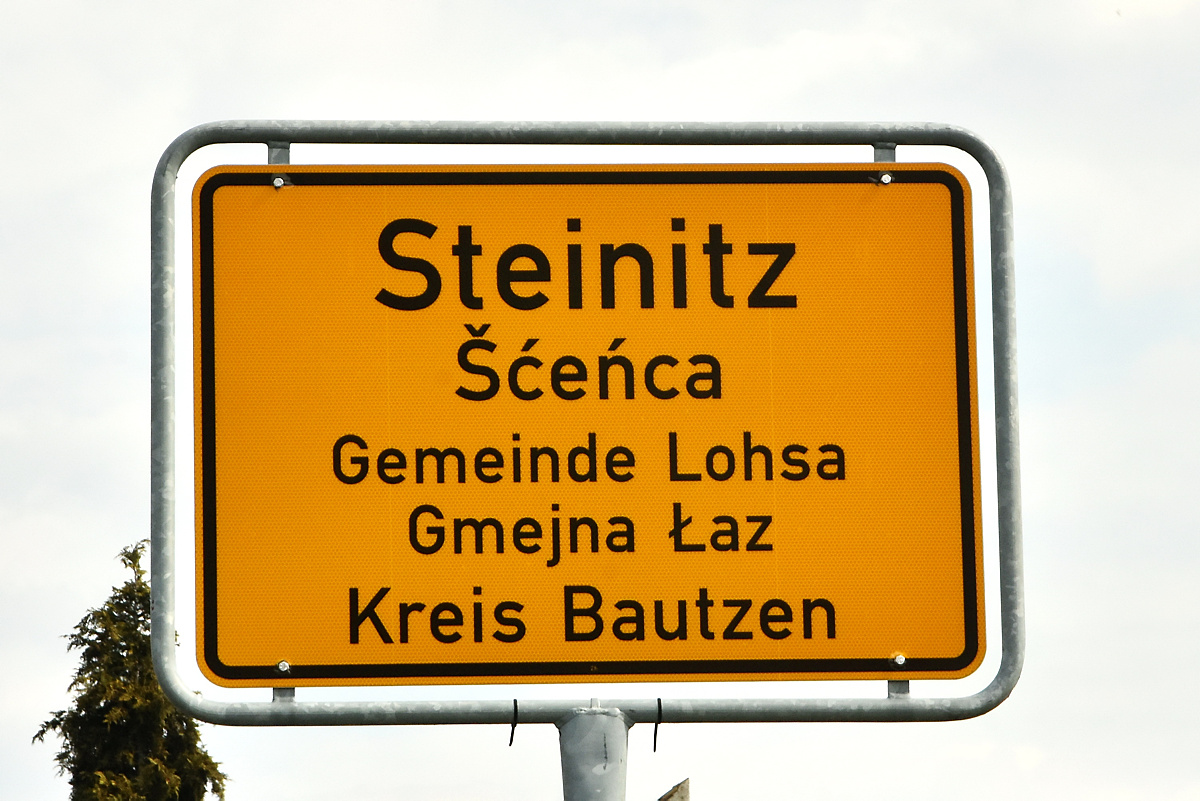 Steinitz
Šćeńca
Gemeinde Lohsa
Gmejna Łaz
Kreis Bautzen